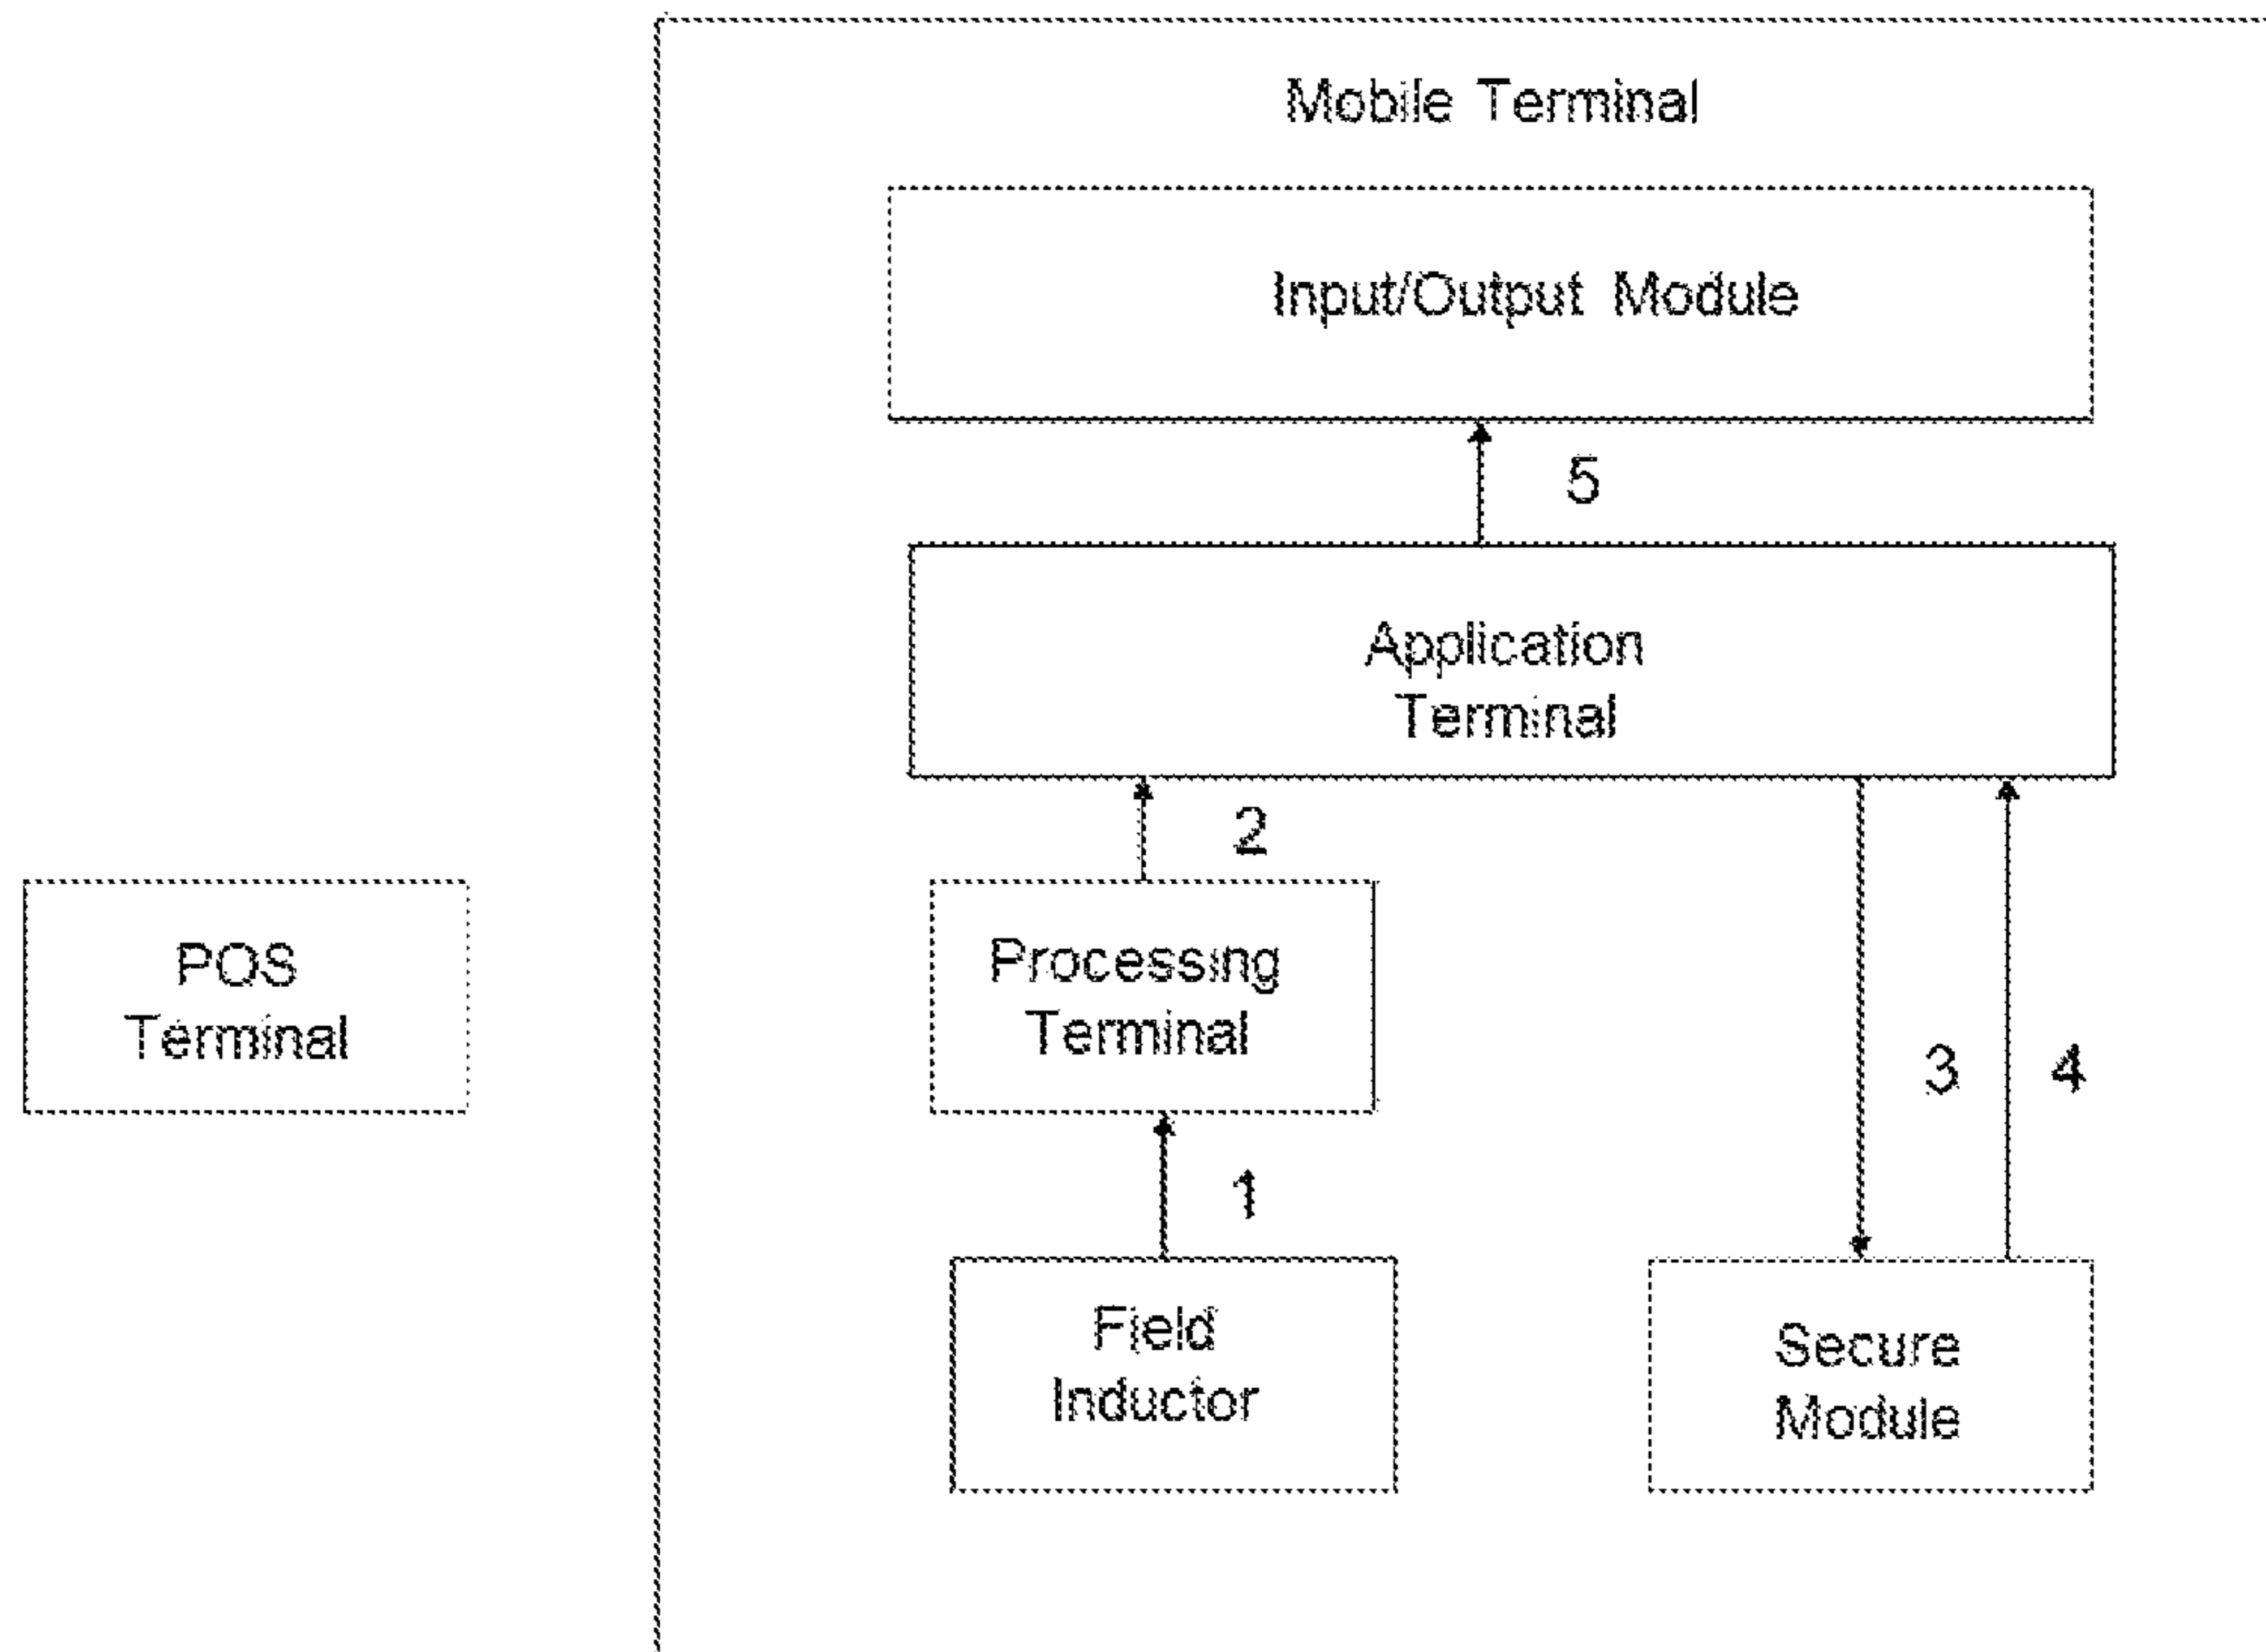 Mobile Terminal
Input/Output Module
5
Application
Terminal
2
POS
Terminal
Processing
Terminal
3
4
1
Field
Inductor
Secure
Module